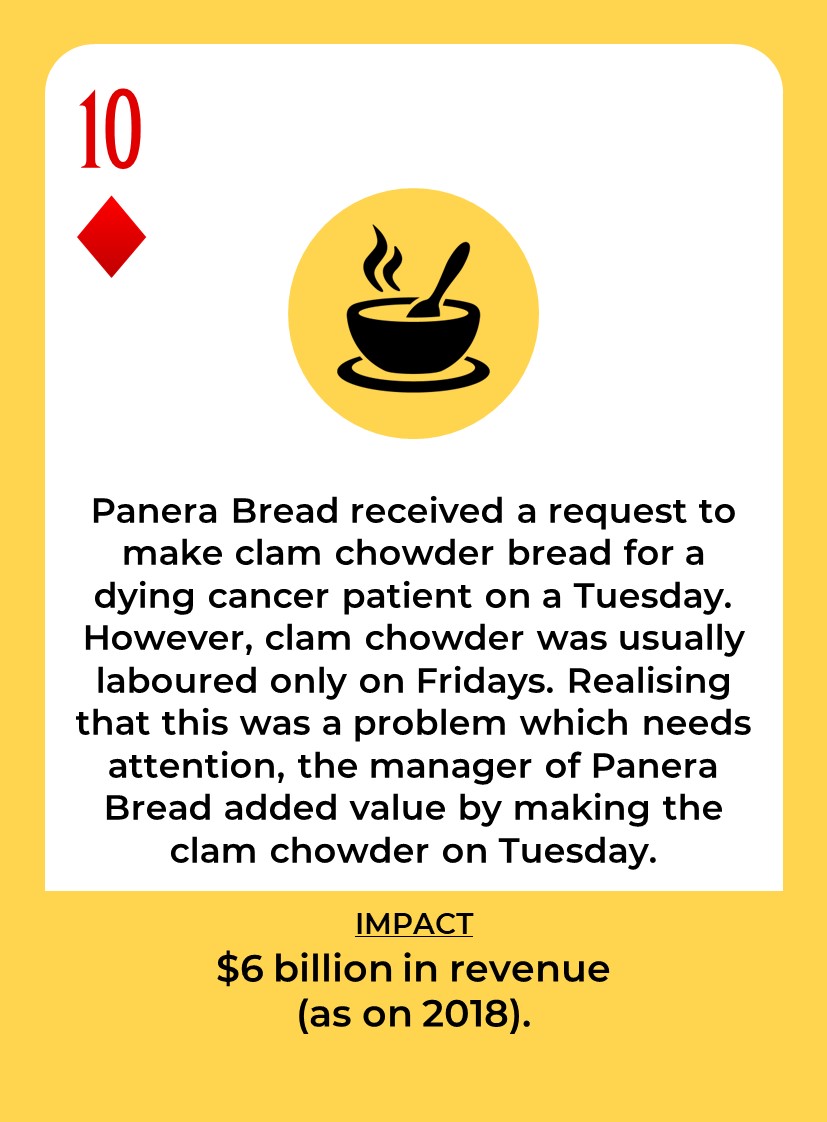 10
Panera Bread received a request to
make clam chowder bread for a
dying cancer patient on a Tuesday.
However, clam chowder was usually
laboured only on Fridays. Realising
that this was a problem which needs
attention, the manager of Panera
Bread added value by making the
clam chowder on Tuesday.
IMPACT
$6 billion in revenue
(as on 2018).